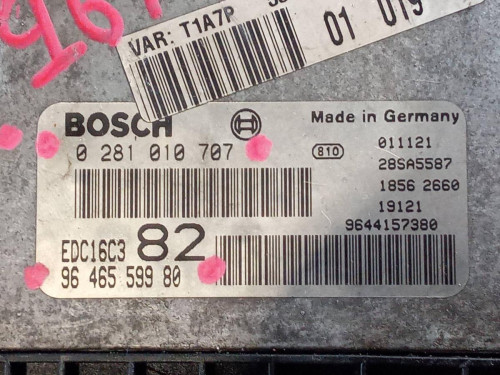 VAR: T1A7P
01 019
BOSCH
Made in Germany
0 281 010 707
810
011121
28SA5587
1856 2660
19121
9644157380
EDC16C3 82
96 465 599 80